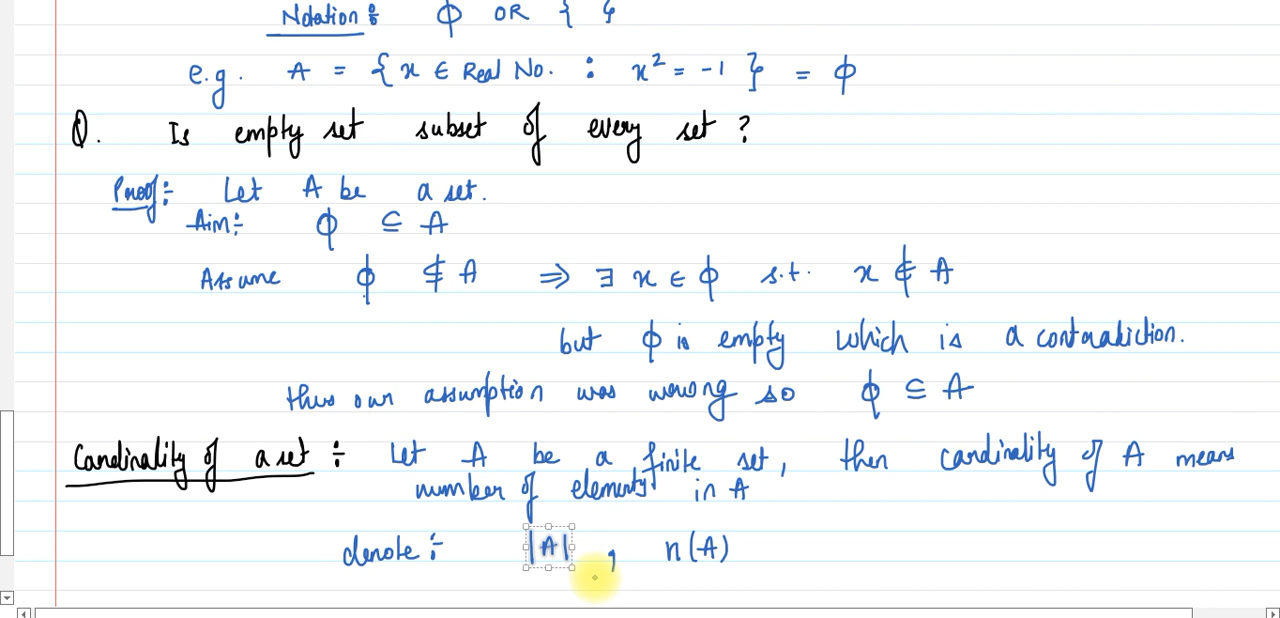 Notation : ϕ OR { }
e.g. A = { x ∈ Real No. : x² = -1 } = ϕ
Q. Is empty set subset of every set ?
Proof:- Let A be a set.
Aim:- ϕ ⊆ A
Assume ϕ ⊈ A ⇒ ∃ x ∈ ϕ s.t. x ∉ A
but ϕ is empty which is a contradiction.
thus our assumption was wrong so ϕ ⊆ A
Cardinality of a set :- Let A be a finite set, then cardinality of A means
number of elements in A
denote :- |A| , n(A)